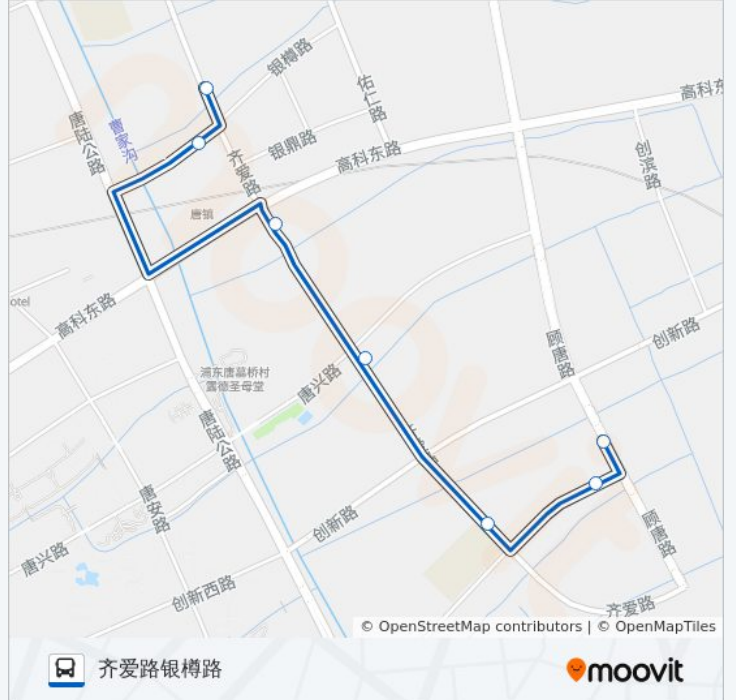 银樽路
佑仁路
高科东
唐陆公路
曹家沟
银鼎路
高科东路
创滨路
齐爱路
唐镇
otel
高科东路
顾唐路
创新路
浦东唐墓桥村
露德圣母堂
唐兴路
唐陆公路
唐安路
创新路
顾唐路
唐兴路
创新西路
齐爱路
© OpenStreetMap contributors | © OpenMapTiles
齐爱路银樽路
moovit